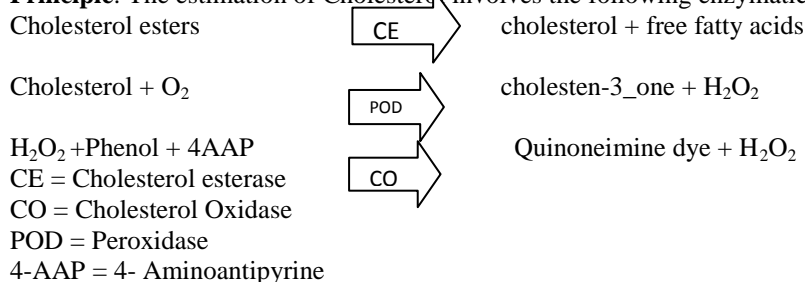 Principle: The estimation of Cholesterol involves the following enzymatic
Cholesterol esters CE cholesterol + free fatty acids
Cholesterol + O₂ POD cholesten-3_one + H₂O₂
H₂O₂ +Phenol + 4AAP CO Quinoneimine dye + H₂O₂
CE = Cholesterol esterase
CO = Cholesterol Oxidase
POD = Peroxidase
4-AAP = 4- Aminoantipyrine